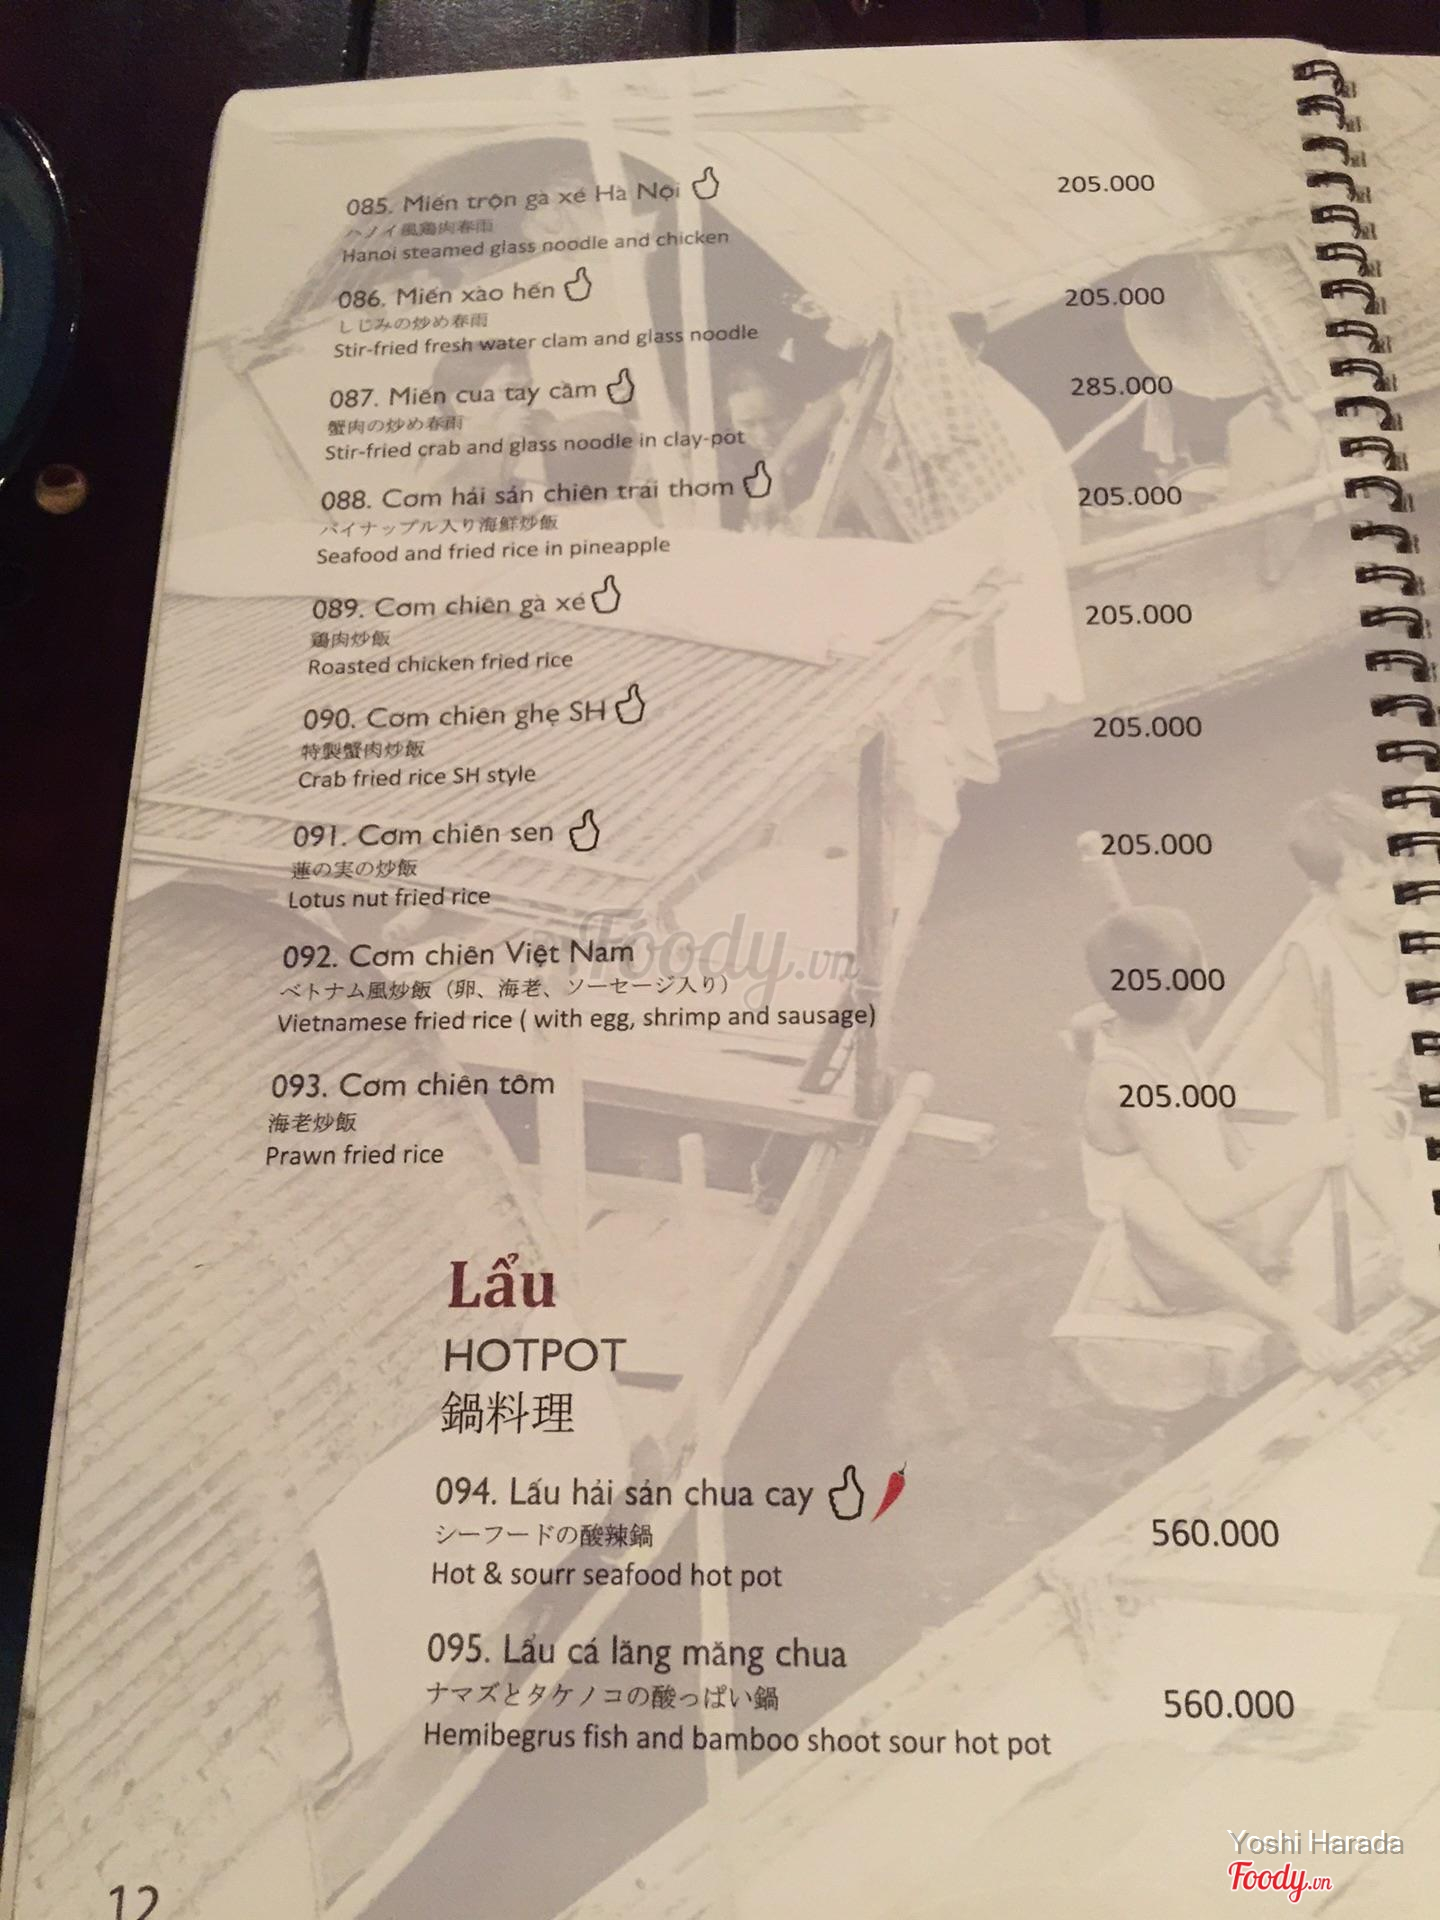 085. Miến trộn gà xé Hà Nội
205.000
ハノイ風鶏肉春雨
Hanoi steamed glass noodle and chicken
086. Miến xào hến
205.000
しじみの炒め春雨
Stir-fried fresh water clam and glass noodle
087. Miến cua tay cầm
285.000
蟹肉の炒め春雨
Stir-fried crab and glass noodle in clay-pot
088. Cơm hải sản chiên trái thơm
205.000
パイナップル入り海鮮炒飯
Seafood and fried rice in pineapple
089. Cơm chiên gà xé
205.000
鶏肉炒飯
Roasted chicken fried rice
090. Cơm chiên ghẹ SH
205.000
特製蟹肉炒飯
Crab fried rice SH style
091. Cơm chiên sen
205.000
蓮の実の炒飯
Lotus nut fried rice
092. Cơm chiên Việt Nam
205.000
ベトナム風炒飯（卵、海老、ソーセージ入り）
Vietnamese fried rice ( with egg, shrimp and sausage)
093. Cơm chiên tôm
205.000
海老炒飯
Prawn fried rice
Lẩu
HOTPOT
鍋料理
094. Lẩu hải sản chua cay
560.000
シーフードの酸辣鍋
Hot & sourr seafood hot pot
095. Lẩu cá lăng măng chua
560.000
ナマズとタケノコの酸っぱい鍋
Hemibegrus fish and bamboo shoot sour hot pot
12
Foody.vn
Yoshi Harada
Foody.vn